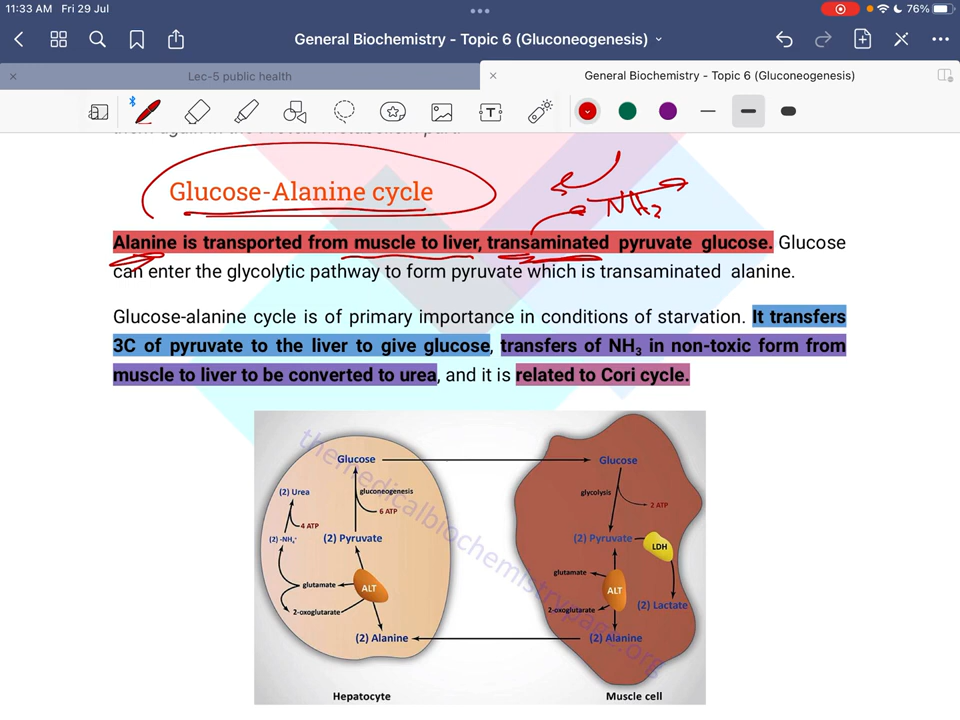 11:33 AM Fri 29 Jul
76%
General Biochemistry - Topic 6 (Gluconeogenesis)
Lec-5 public health
General Biochemistry - Topic 6 (Gluconeogenesis)
Glucose-Alanine cycle
NH2
Alanine is transported from muscle to liver, transaminated pyruvate glucose. Glucose
can enter the glycolytic pathway to form pyruvate which is transaminated alanine.
Glucose-alanine cycle is of primary importance in conditions of starvation. It transfers
3C of pyruvate to the liver to give glucose, transfers of NH₃ in non-toxic form from
muscle to liver to be converted to urea, and it is related to Cori cycle.
Glucose
Glucose
(2) Urea
gluconeogenesis
glycolysis
6 ATP
2 ATP
4 ATP
(2) -NH₄⁺
(2) Pyruvate
(2) Pyruvate
LDH
glutamate
ALT
glutamate
ALT
2-oxoglutarate
2-oxoglutarate
(2) Lactate
(2) Alanine
(2) Alanine
themedicalbiochemistrypage.org
Hepatocyte
Muscle cell